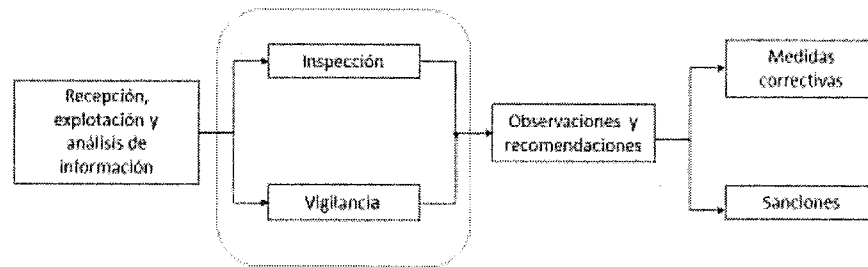 Recepción,
explotación y
análisis de
información
Inspección
Vigilancia
Observaciones y
recomendaciones
Medidas
correctivas
Sanciones